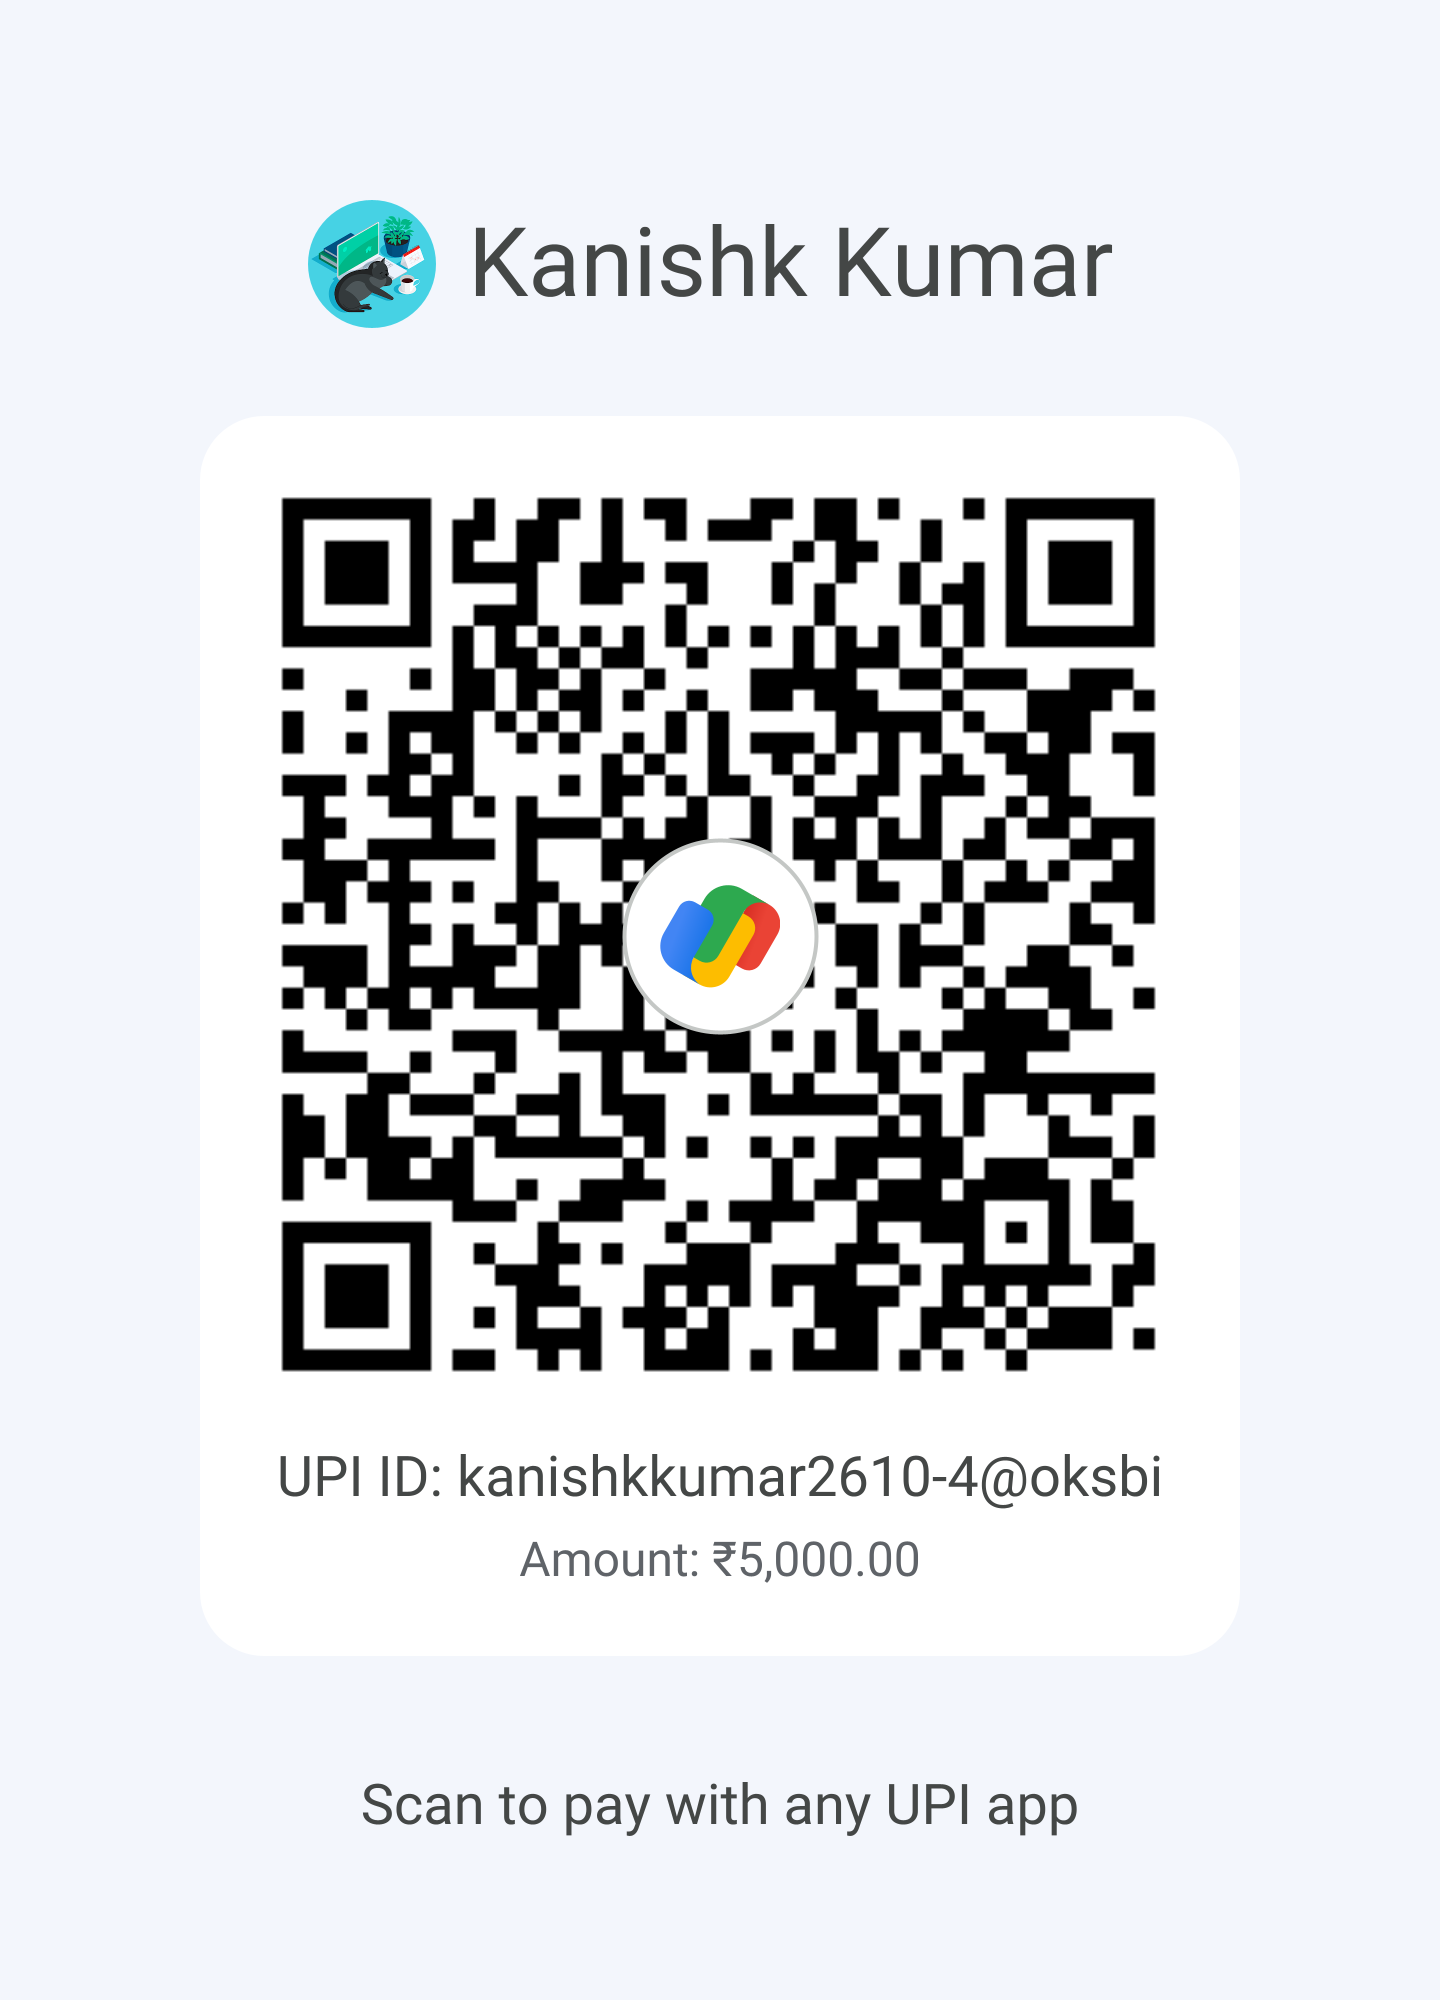 Kanishk Kumar
UPI ID: kanishkkumar2610-4@oksbi
Amount: ₹5,000.00
Scan to pay with any UPI app